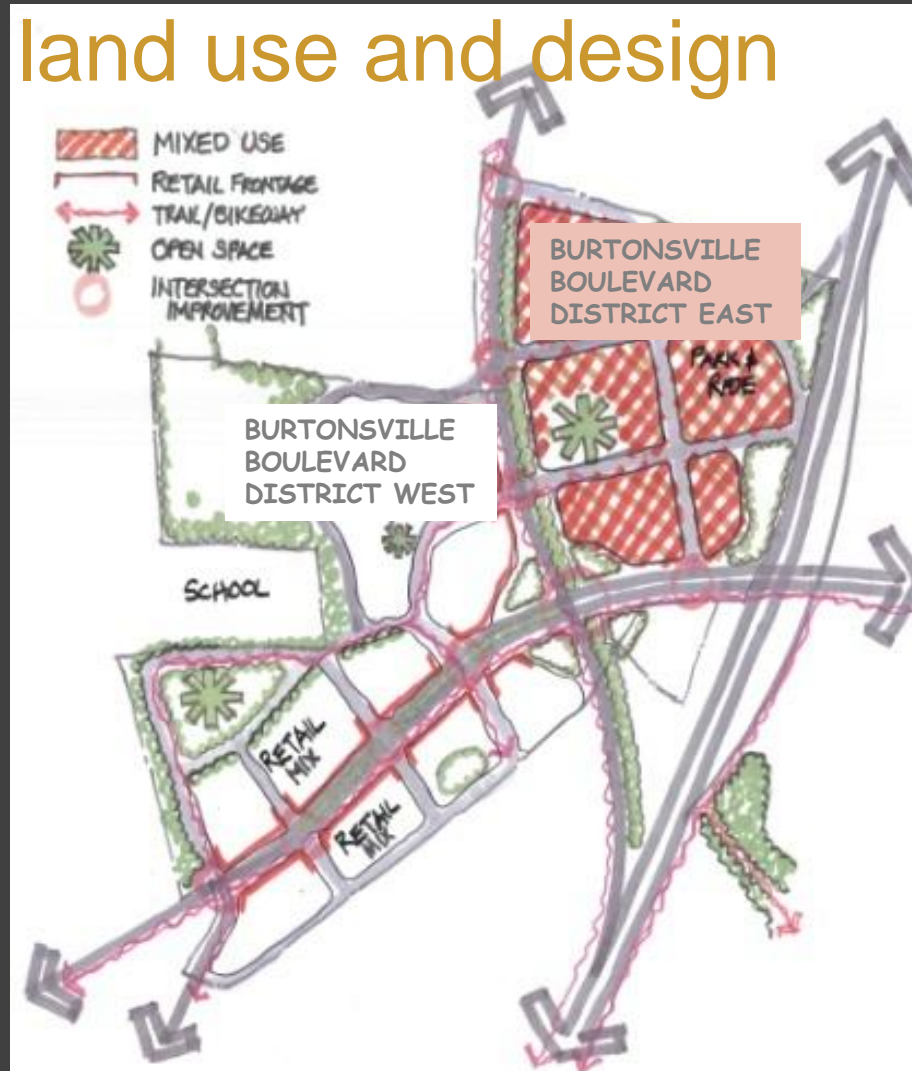 land use and design
MIXED USE
RETAIL FRONTAGE
TRAIL/BIKEWAY
OPEN SPACE
INTERSECTION
IMPROVEMENT
BURTONSVILLE
BOULEVARD
DISTRICT EAST
PARK &
RIDE
BURTONSVILLE
BOULEVARD
DISTRICT WEST
SCHOOL
RETAIL
MIX
RETAIL
MIX